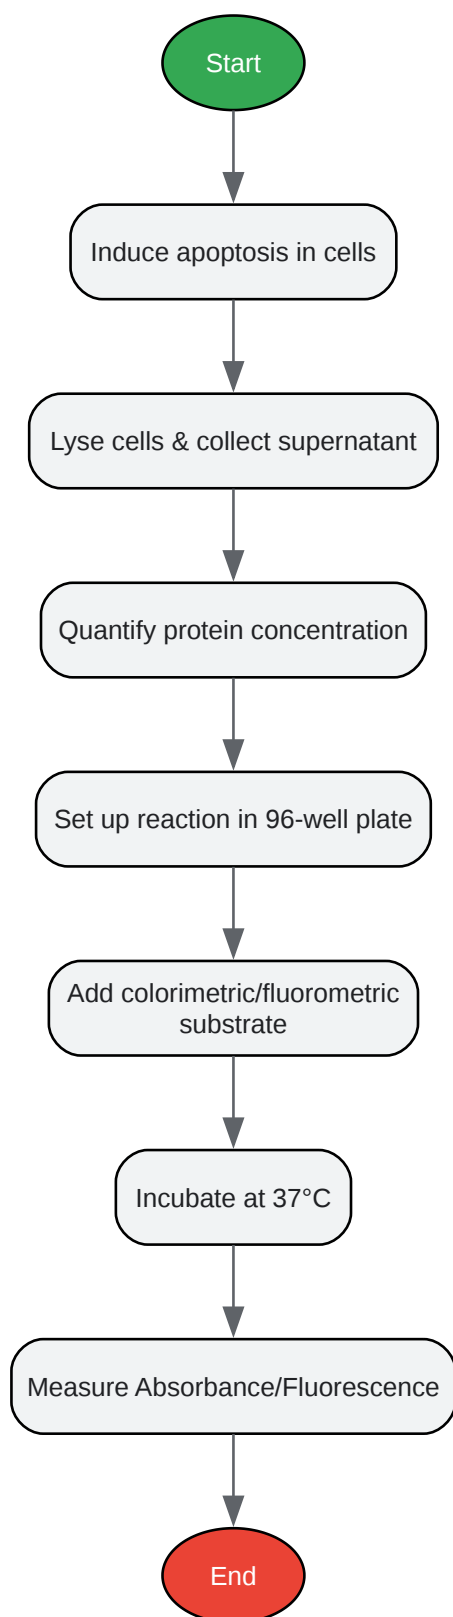 Start
Induce apoptosis in cells
Lyse cells & collect supernatant
Quantify protein concentration
Set up reaction in 96-well plate
Add colorimetric/fluorometric
substrate
Incubate at 37°C
Measure Absorbance/Fluorescence
End